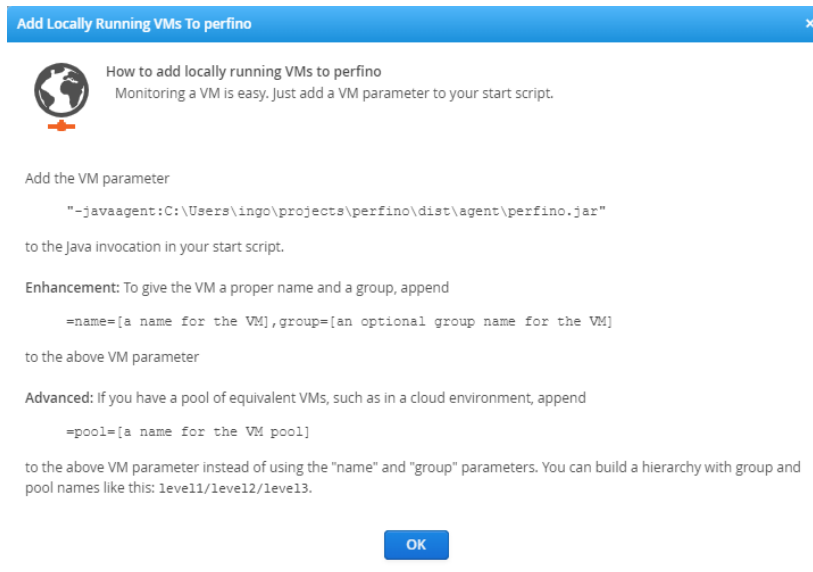 Add Locally Running VMs To perfino
×
How to add locally running VMs to perfino
Monitoring a VM is easy. Just add a VM parameter to your start script.
Add the VM parameter
"-javaagent:C:\Users\ingo\projects\perfino\dist\agent\perfino.jar"
to the Java invocation in your start script.
Enhancement: To give the VM a proper name and a group, append
=name=[a name for the VM],group=[an optional group name for the VM]
to the above VM parameter
Advanced: If you have a pool of equivalent VMs, such as in a cloud environment, append
=pool=[a name for the VM pool]
to the above VM parameter instead of using the "name" and "group" parameters. You can build a hierarchy with group and
pool names like this: level1/level2/level3.
OK